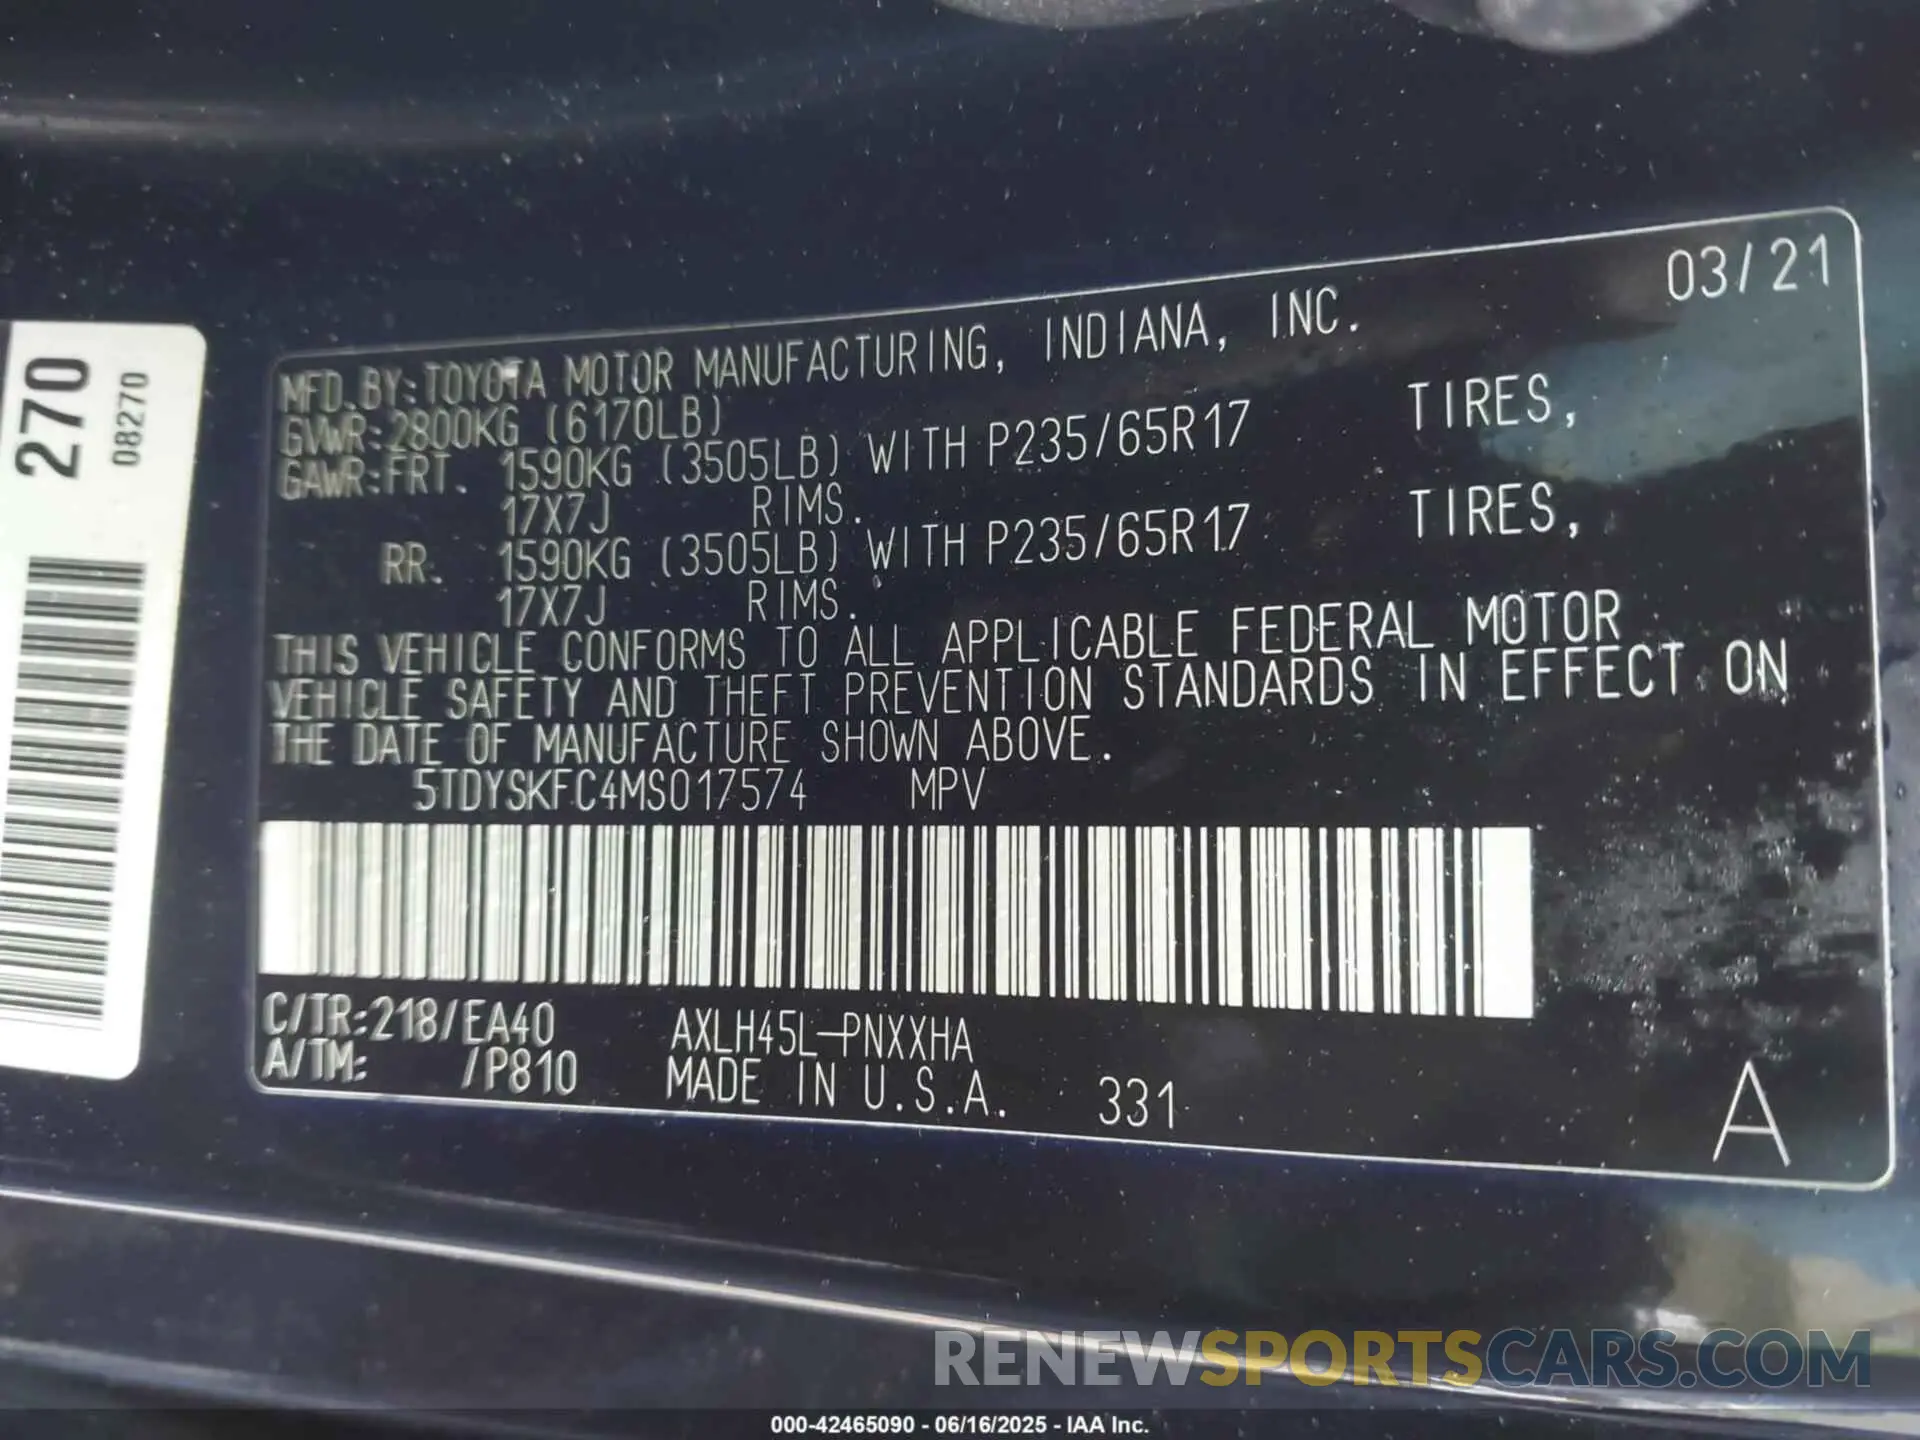 270
08270
03/21
MFD. BY: TOYOTA MOTOR MANUFACTURING, INDIANA, INC.
GVWR: 2800KG (6170LB)
GAWR: FRT. 1590KG (3505LB) WITH P235/65R17 TIRES,
17X7J RIMS.
RR. 1590KG (3505LB) WITH P235/65R17 TIRES,
17X7J RIMS.
THIS VEHICLE CONFORMS TO ALL APPLICABLE FEDERAL MOTOR
VEHICLE SAFETY AND THEFT PREVENTION STANDARDS IN EFFECT ON
THE DATE OF MANUFACTURE SHOWN ABOVE.
5TDYSKFC4MS017574 MPV
C/TR: 218/EA40 AXLH45L-PNXXHA
A/TM: /P810 MADE IN U.S.A. 331
A
RENEWSPORTSCARS.COM
000-42465090 - 06/16/2025 - IAA Inc.